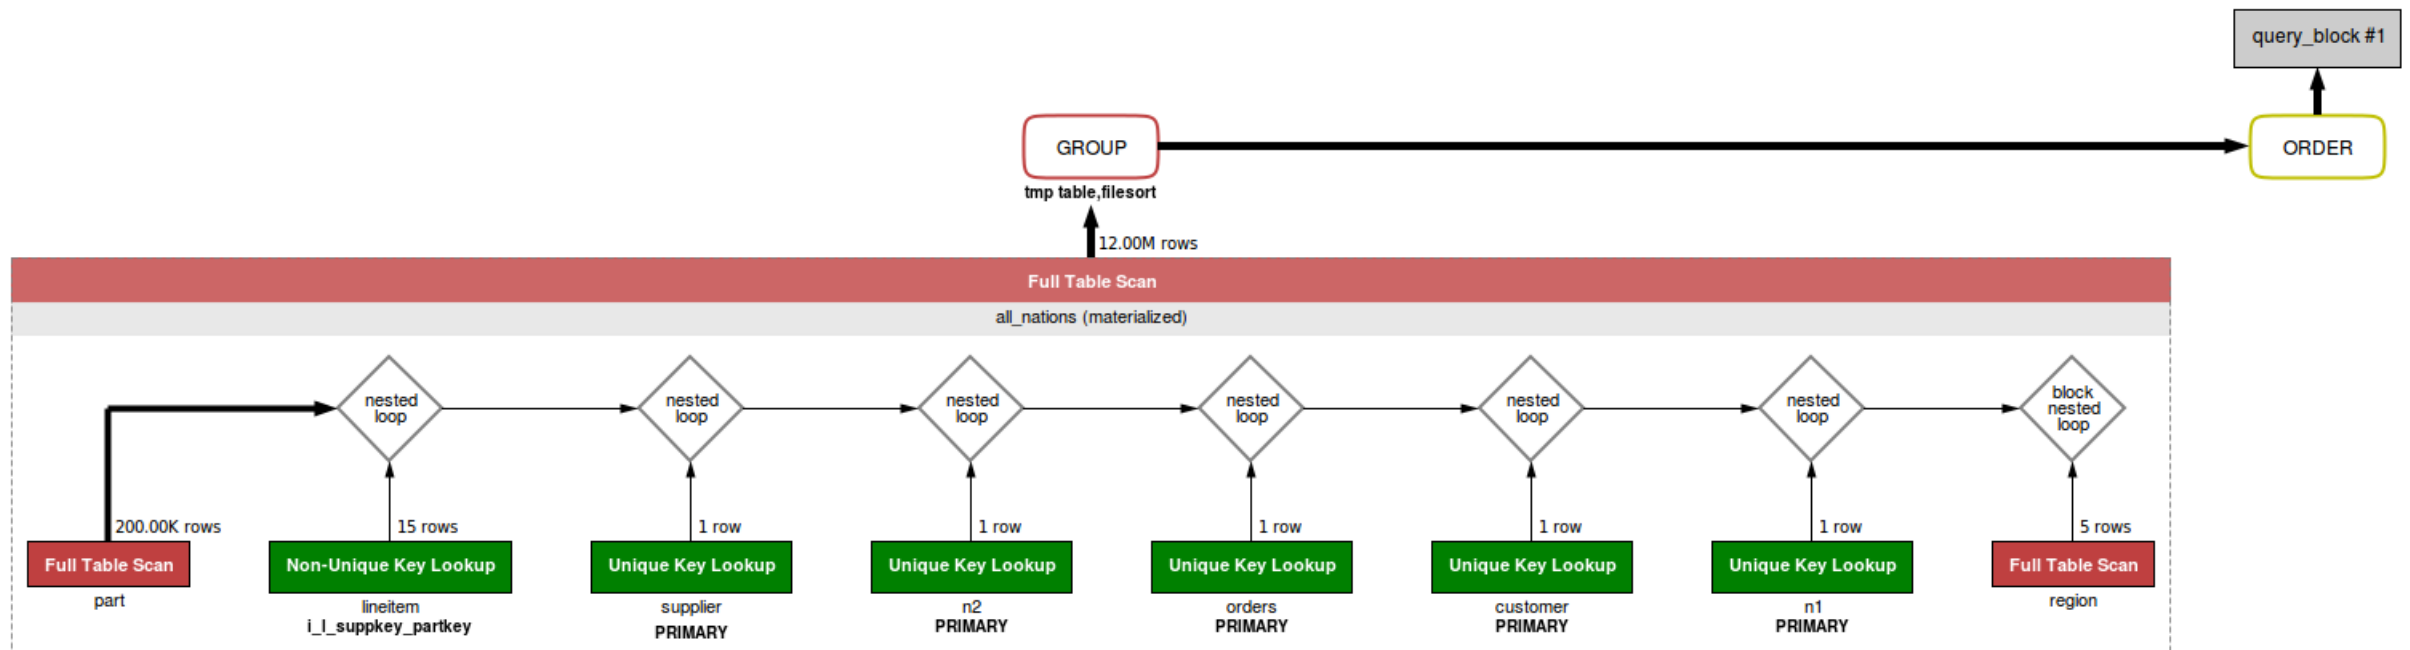 query_block #1
GROUP
ORDER
tmp table,filesort
12.00M rows
Full Table Scan
all_nations (materialized)
nested
loop
nested
loop
nested
loop
nested
loop
nested
loop
nested
loop
block
nested
loop
200.00K rows
15 rows
1 row
1 row
1 row
1 row
1 row
5 rows
Full Table Scan
Non-Unique Key Lookup
Unique Key Lookup
Unique Key Lookup
Unique Key Lookup
Unique Key Lookup
Unique Key Lookup
Full Table Scan
part
lineitem
i_l_suppkey_partkey
supplier
PRIMARY
n2
PRIMARY
orders
PRIMARY
customer
PRIMARY
n1
PRIMARY
region